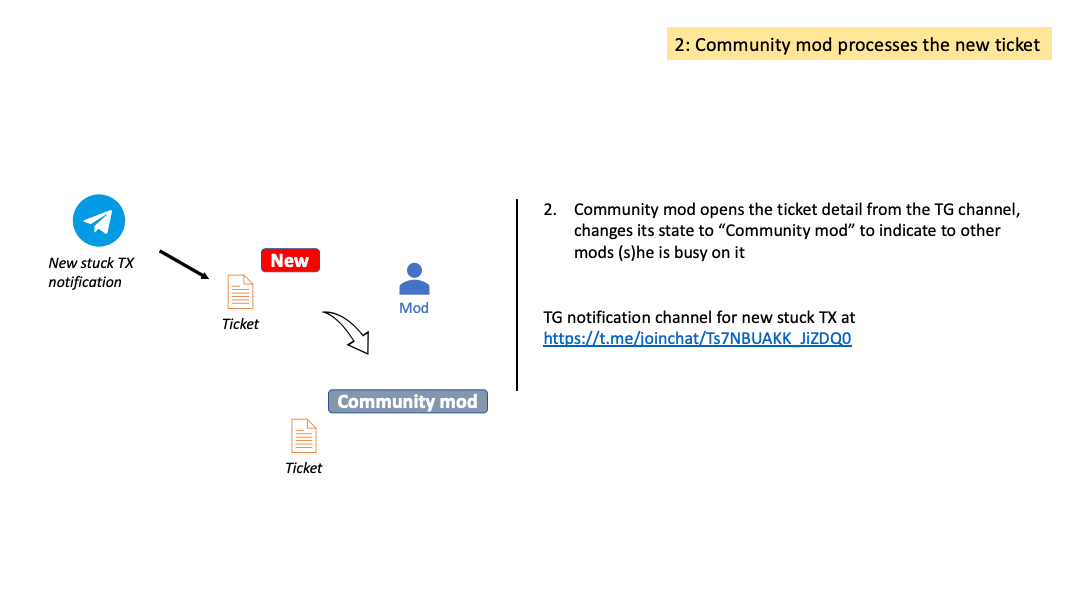 2: Community mod processes the new ticket
New stuck TX
notification
New
Ticket
Mod
Community mod
Ticket
2. Community mod opens the ticket detail from the TG channel,
changes its state to “Community mod” to indicate to other
mods (s)he is busy on it
TG notification channel for new stuck TX at
https://t.me/joinchat/Ts7NBUAKK_JiZDQ0